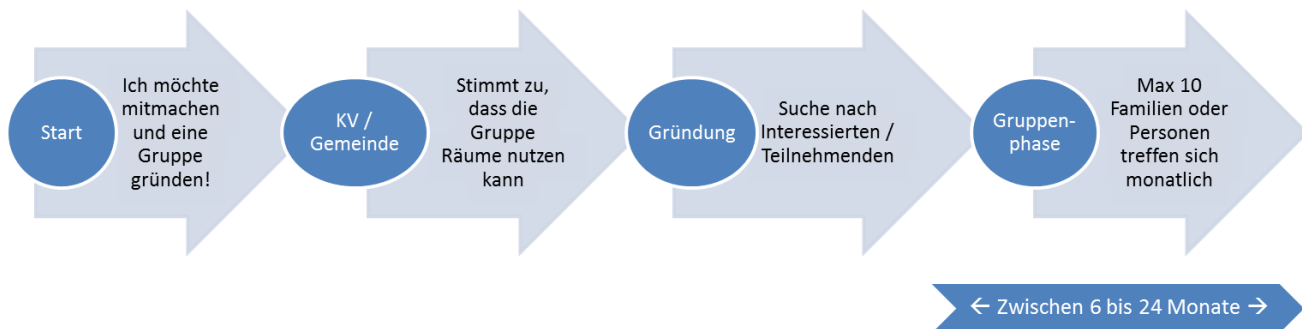 Start
Ich möchte
mitmachen
und eine
Gruppe
gründen!
KV /
Gemeinde
Stimmt zu,
dass die
Gruppe
Räume nutzen
kann
Gründung
Suche nach
Interessierten /
Teilnehmenden
Gruppen-
phase
Max 10
Familien oder
Personen
treffen sich
monatlich
← Zwischen 6 bis 24 Monate →